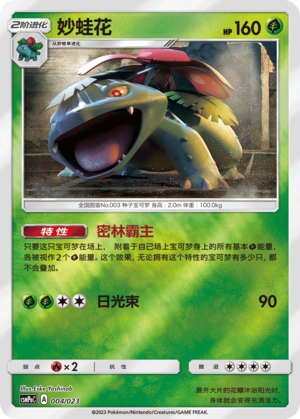 2阶进化
妙蛙花
HP 160
从妙蛙草进化
全国图鉴No.003 种子宝可梦 身高：2.0m 体重：100.0kg
特性 密林霸主
只要这只宝可梦在场上，附着于自己场上宝可梦身上的所有基本能量，
各被视作2个能量。这个效果，无论拥有这个特性的宝可梦有多少只，都
不会叠加。
日光束 90
弱点 ×2 抗性 撤退
Illus. Eske Yoshinob
CSMPaC A 004/023
展开大片的花瓣沐浴阳光时，
身体就会变得充满活力。
©2023 Pokémon/Nintendo/Creatures/GAME FREAK.